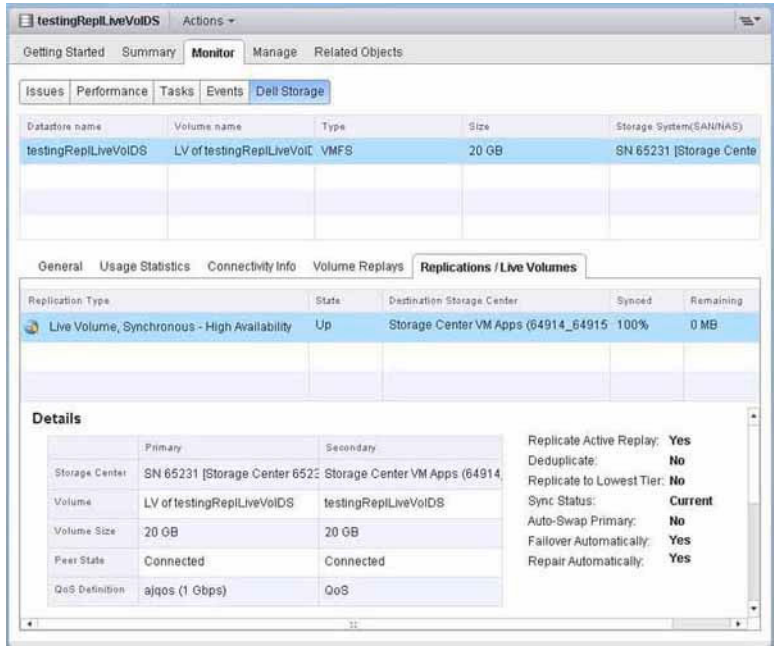 testingReplLiveVolDS Actions
Getting Started Summary Monitor Manage Related Objects
Issues Performance Tasks Events Dell Storage
Datastore name Volume name Type Size Storage System(SAN/NAS)
testingReplLiveVolDS LV of testingReplLiveVolD VMFS 20 GB SN 65231 [Storage Cente
General Usage Statistics Connectivity Info Volume Replays Replications / Live Volumes
Replication Type State Destination Storage Center Synced Remaining
Live Volume, Synchronous - High Availability Up Storage Center VM Apps (64914_64915 100% 0 MB
Details
Primary Secondary
Storage Center SN 65231 [Storage Center 6523 Storage Center VM Apps (64914_
Volume LV of testingReplLiveVolDS testingReplLiveVolDS
Volume Size 20 GB 20 GB
Peer State Connected Connected
QoS Definition ajqos (1 Gbps) QoS
Replicate Active Replay: Yes
Deduplicate: No
Replicate to Lowest Tier: No
Sync Status: Current
Auto-Swap Primary: No
Failover Automatically: Yes
Repair Automatically: Yes